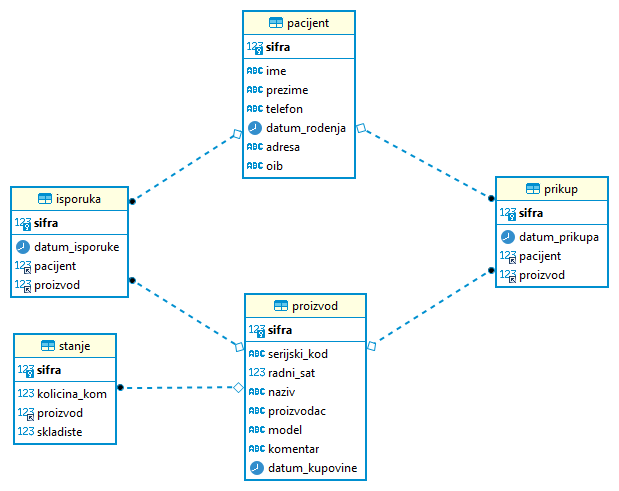 pacijent
123 sifra
ABC ime
ABC prezime
ABC telefon
datum_rodenja
ABC adresa
ABC oib
isporuka
123 sifra
datum_isporuke
123 pacijent
123 proizvod
prikup
123 sifra
datum_prikupa
123 pacijent
123 proizvod
stanje
123 sifra
123 kolicina_kom
123 proizvod
123 skladiste
proizvod
123 sifra
ABC serijski_kod
123 radni_sat
ABC naziv
ABC proizvodac
ABC model
ABC komentar
datum_kupovine